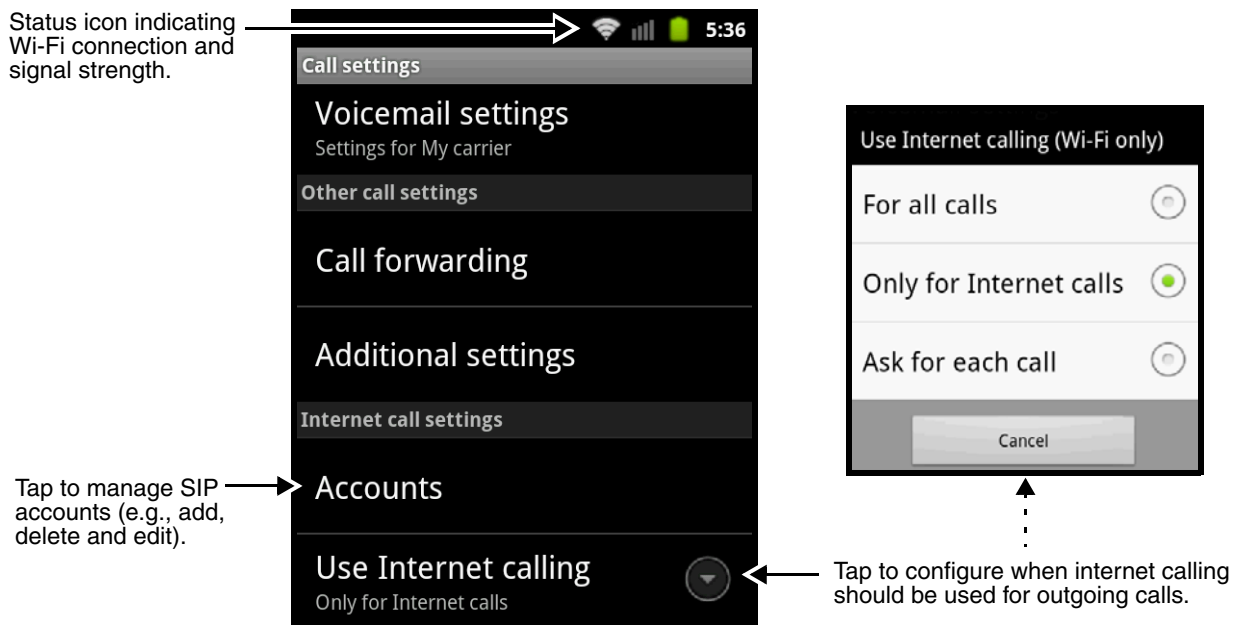 Status icon indicating
Wi-Fi connection and
signal strength.
5:36
Call settings
Voicemail settings
Settings for My carrier
Other call settings
Call forwarding
Additional settings
Internet call settings
Tap to manage SIP
accounts (e.g., add,
delete and edit).
Accounts
Use Internet calling
Only for Internet calls
Use Internet calling (Wi-Fi only)
For all calls
Only for Internet calls
Ask for each call
Cancel
Tap to configure when internet calling
should be used for outgoing calls.